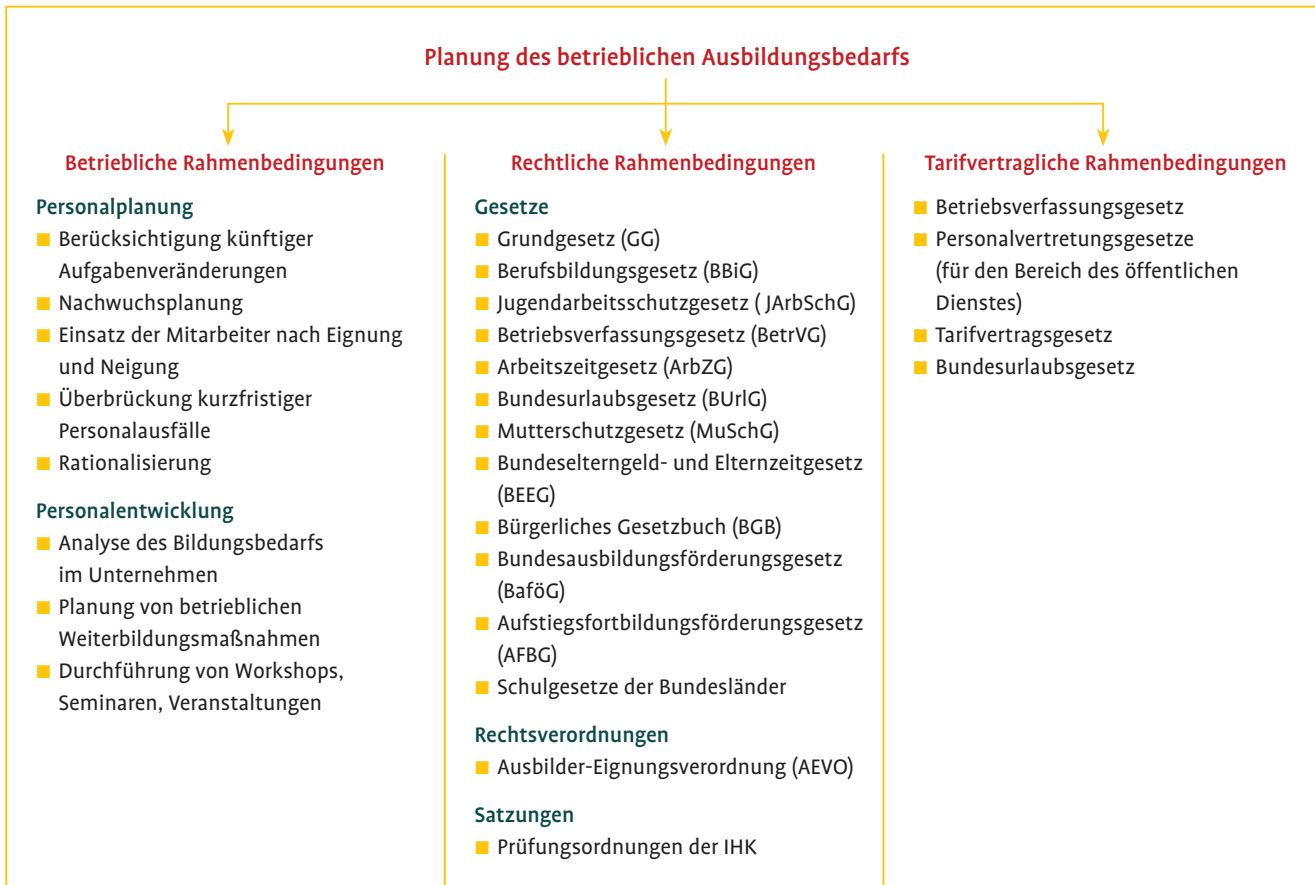 Planung des betrieblichen Ausbildungsbedarfs
Betriebliche Rahmenbedingungen
Personalplanung
Berücksichtigung künftiger
Aufgabenveränderungen
Nachwuchsplanung
Einsatz der Mitarbeiter nach Eignung
und Neigung
Überbrückung kurzfristiger
Personalausfälle
Rationalisierung
Personalentwicklung
Analyse des Bildungsbedarfs
im Unternehmen
Planung von betrieblichen
Weiterbildungsmaßnahmen
Durchführung von Workshops,
Seminaren, Veranstaltungen
Rechtliche Rahmenbedingungen
Gesetze
Grundgesetz (GG)
Berufsbildungsgesetz (BBiG)
Jugendarbeitsschutzgesetz ( JArbSchG)
Betriebsverfassungsgesetz (BetrVG)
Arbeitszeitgesetz (ArbZG)
Bundesurlaubsgesetz (BUrlG)
Mutterschutzgesetz (MuSchG)
Bundeselterngeld- und Elternzeitgesetz
(BEEG)
Bürgerliches Gesetzbuch (BGB)
Bundesausbildungsförderungsgesetz
(BaföG)
Aufstiegsfortbildungsförderungsgesetz
(AFBG)
Schulgesetze der Bundesländer
Rechtsverordnungen
Ausbilder-Eignungsverordnung (AEVO)
Satzungen
Prüfungsordnungen der IHK
Tarifvertragliche Rahmenbedingungen
Betriebsverfassungsgesetz
Personalvertretungsgesetze
(für den Bereich des öffentlichen
Dienstes)
Tarifvertragsgesetz
Bundesurlaubsgesetz